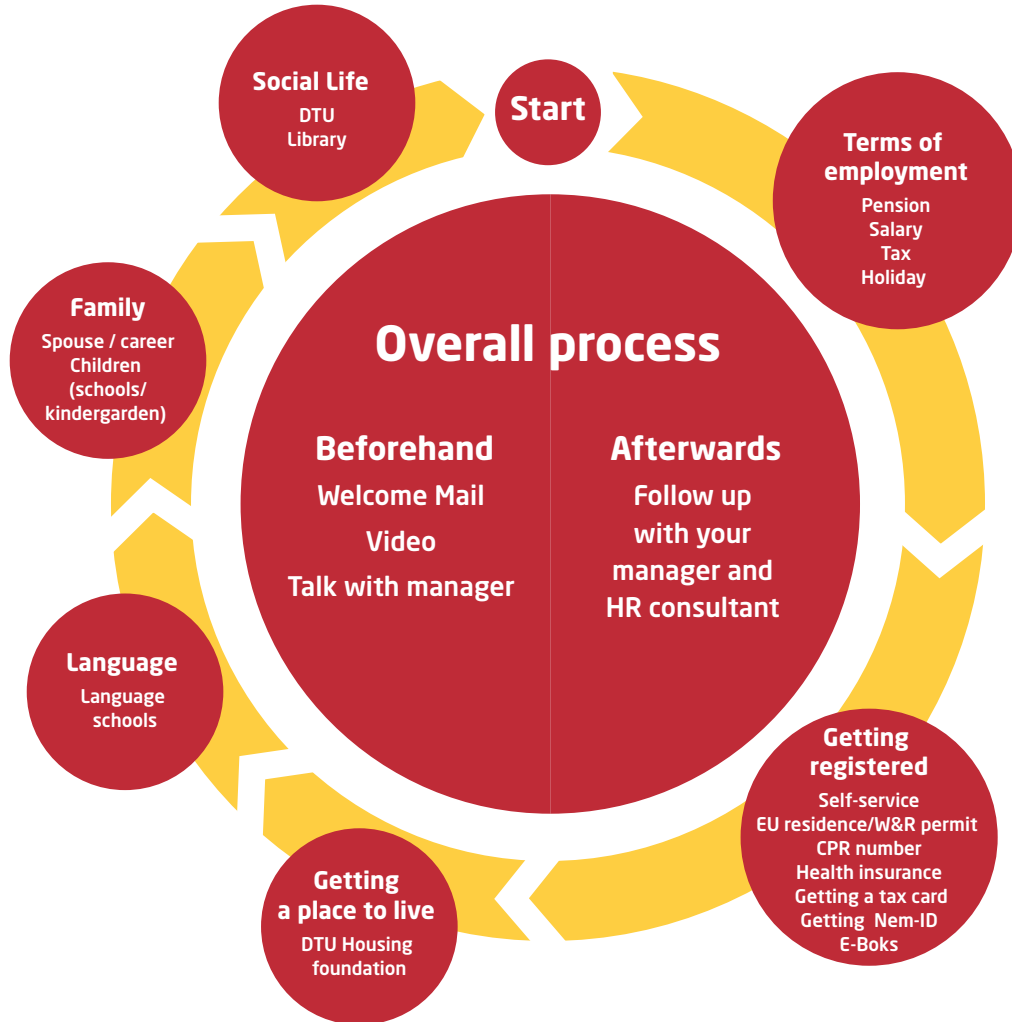 Start
Terms of
employment
Pension
Salary
Tax
Holiday
Getting
registered
Self-service
EU residence/W&R permit
CPR number
Health insurance
Getting a tax card
Getting Nem-ID
E-Boks
Getting
a place to live
DTU Housing
foundation
Language
Language
schools
Family
Spouse / career
Children
(schools/
kindergarden)
Social Life
DTU
Library
Overall process
Beforehand
Welcome Mail
Video
Talk with manager
Afterwards
Follow up
with your
manager and
HR consultant